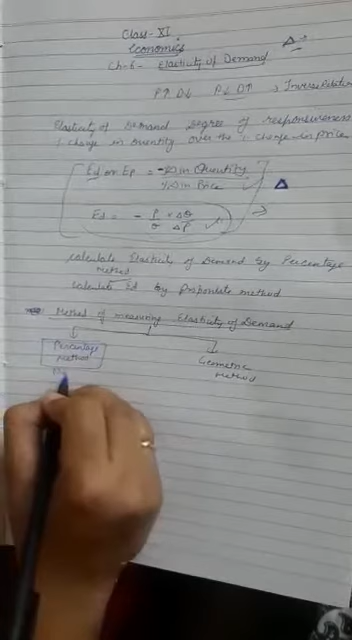 Class- XI
Economics
Ch-6- Elasticity of Demand
Δ →
P↑ D↓ P↓ D↑ → Inverse Relation
Elasticity of Demand Degree of responsiveness
% change in Quantity over the % change in price
Ed or Ep = -%Δ in Quantity
%Δ in Price
Δ
Ed = - P/Q × ΔQ/ΔP
calculate Elasticity of Demand by Percentage
method
calculate Ed by Proportionate method
Method of measuring Elasticity of Demand
Percentage
Method
Geometric
Method